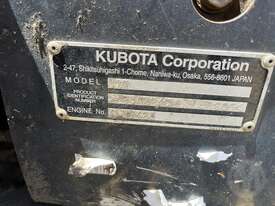 KUBOTA Corporation
2-47, Shikitsuhigashi 1-Chome, Naniwa-ku, Osaka, 556-8601 JAPAN
MODEL
PRODUCT
IDENTIFICATION
NUMBER
ENGINE No.